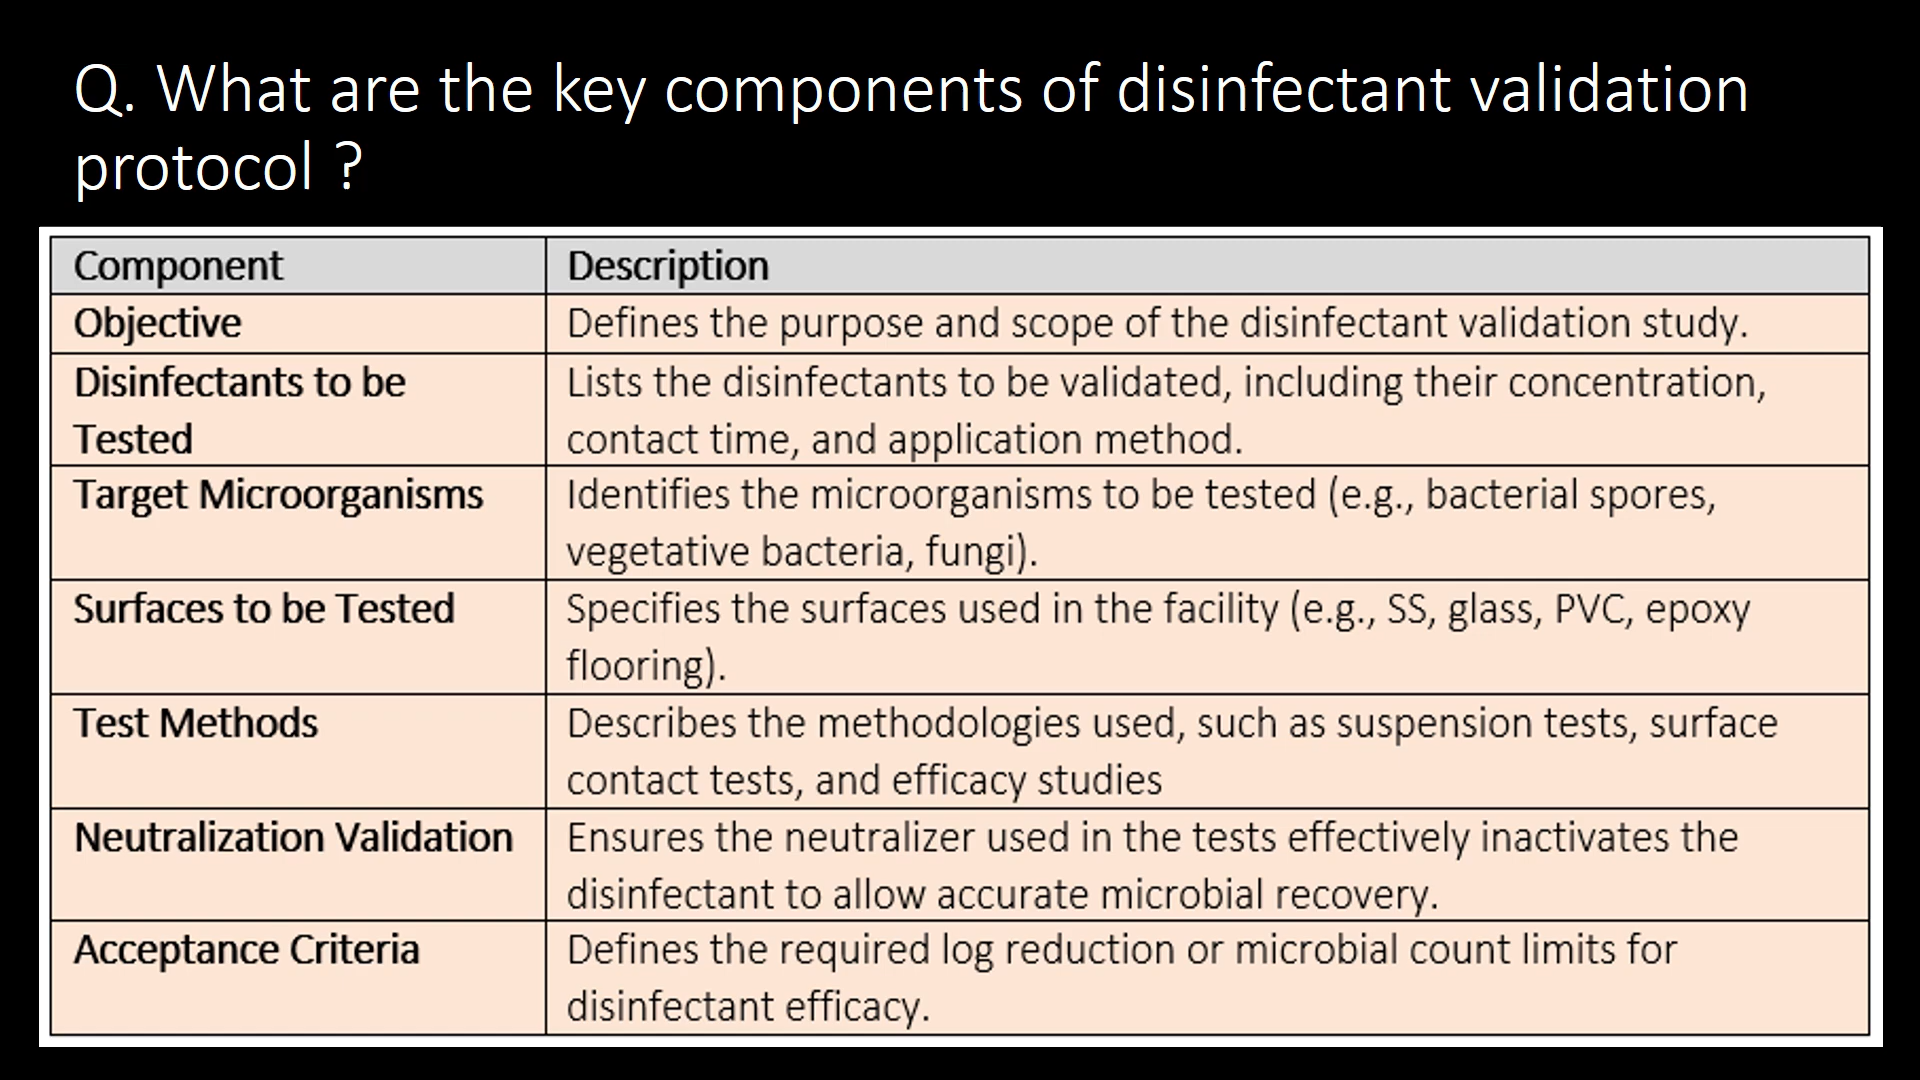 Q. What are the key components of disinfectant validation
protocol ?
Component
Description
Objective
Defines the purpose and scope of the disinfectant validation study.
Disinfectants to be
Tested
Lists the disinfectants to be validated, including their concentration,
contact time, and application method.
Target Microorganisms
Identifies the microorganisms to be tested (e.g., bacterial spores,
vegetative bacteria, fungi).
Surfaces to be Tested
Specifies the surfaces used in the facility (e.g., SS, glass, PVC, epoxy
flooring).
Test Methods
Describes the methodologies used, such as suspension tests, surface
contact tests, and efficacy studies
Neutralization Validation
Ensures the neutralizer used in the tests effectively inactivates the
disinfectant to allow accurate microbial recovery.
Acceptance Criteria
Defines the required log reduction or microbial count limits for
disinfectant efficacy.